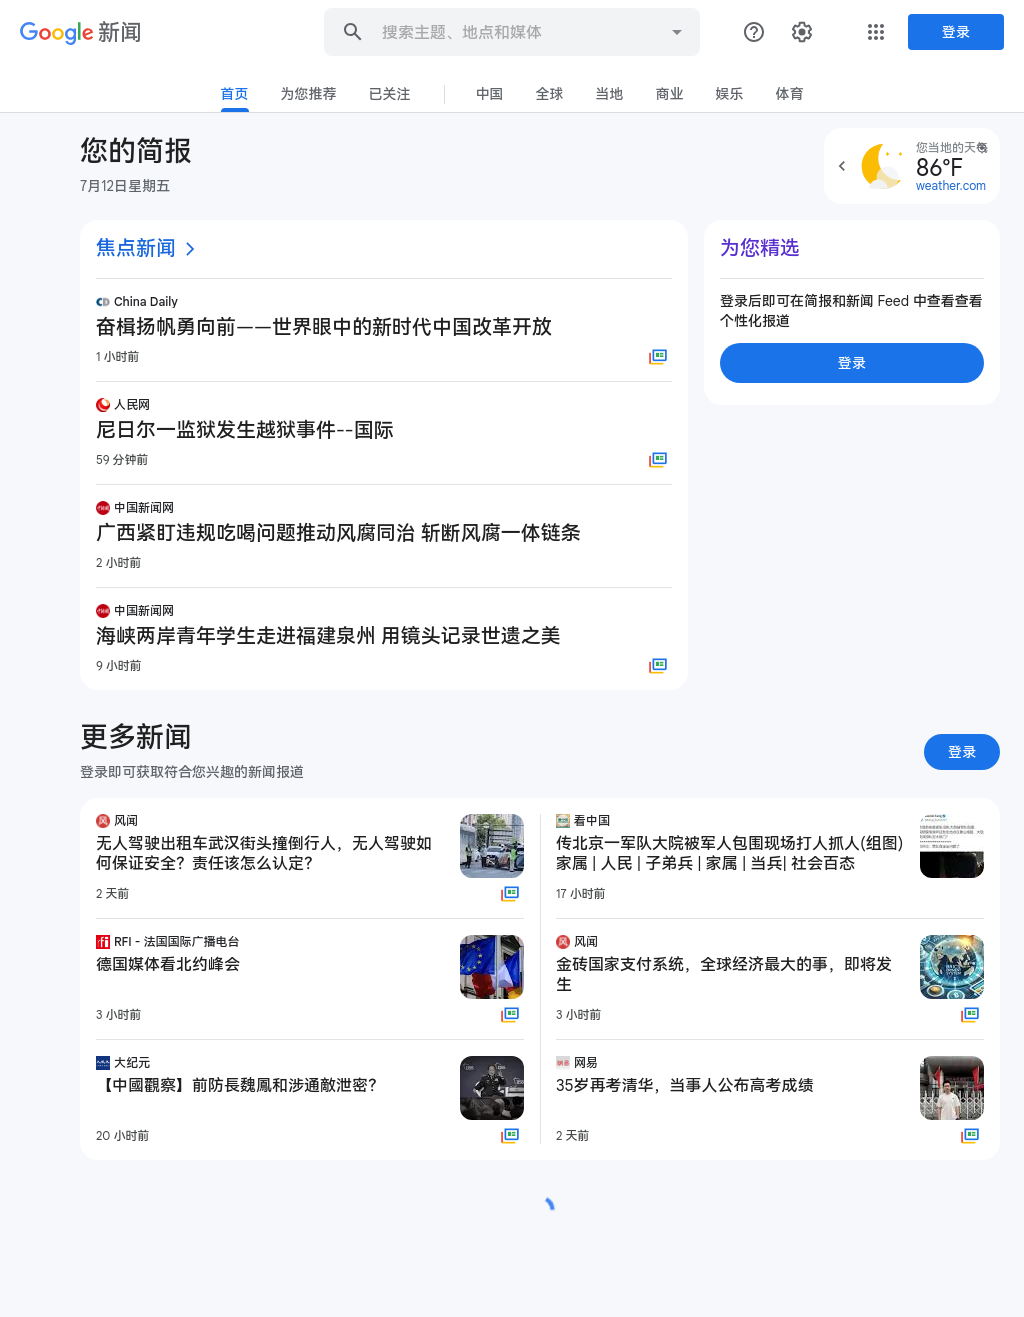 Google 新闻
搜索主题、地点和媒体
登录
首页
为您推荐
已关注
中国
全球
当地
商业
娱乐
体育
您的简报
7月12日星期五
您当地的天气
86°F
weather.com
焦点新闻
China Daily
奋楫扬帆勇向前——世界眼中的新时代中国改革开放
1 小时前
人民网
尼日尔一监狱发生越狱事件--国际
59 分钟前
中国新闻网
广西紧盯违规吃喝问题推动风腐同治 斩断风腐一体链条
2 小时前
中国新闻网
海峡两岸青年学生走进福建泉州 用镜头记录世遗之美
9 小时前
为您精选
登录后即可在简报和新闻 Feed 中查看查看
个性化报道
登录
更多新闻
登录即可获取符合您兴趣的新闻报道
登录
风闻
无人驾驶出租车武汉街头撞倒行人，无人驾驶如
何保证安全？责任该怎么认定？
2 天前
RFI - 法国国际广播电台
德国媒体看北约峰会
3 小时前
大纪元
【中國觀察】前防長魏鳳和涉通敵泄密？
20 小时前
看中国
传北京一军队大院被军人包围现场打人抓人(组图)
家属 | 人民 | 子弟兵 | 家属 | 当兵| 社会百态
17 小时前
风闻
金砖国家支付系统，全球经济最大的事，即将发
生
3 小时前
网易
35岁再考清华，当事人公布高考成绩
2 天前